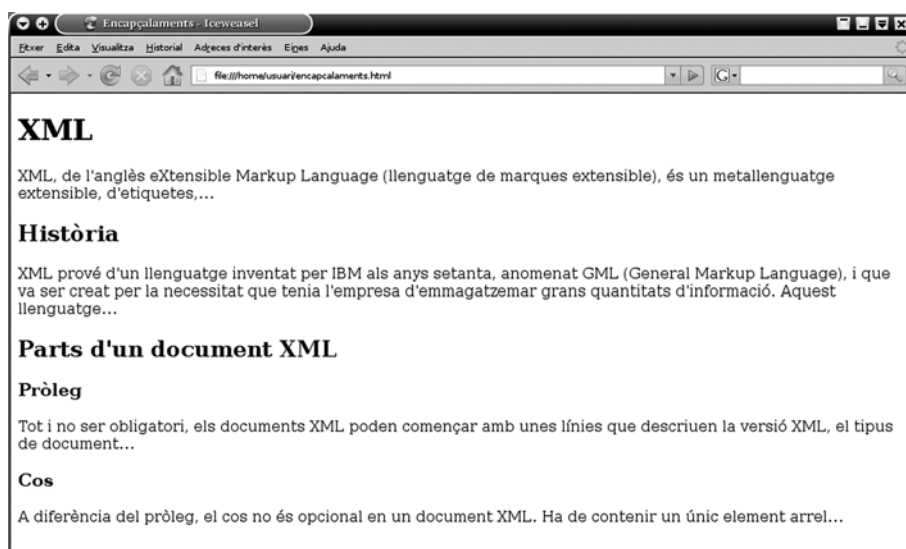 Encapçalaments - Iceweasel
Fitxer Edita Visualitza Historial Adreces d'interès Eines Ajuda
file:///home/usuari/encapcalaments.html G
XML
XML, de l'anglès eXtensible Markup Language (llenguatge de marques extensible), és un metallenguatge
extensible, d'etiquetes,...
Història
XML prové d'un llenguatge inventat per IBM als anys setanta, anomenat GML (General Markup Language), i que
va ser creat per la necessitat que tenia l'empresa d'emmagatzemar grans quantitats d'informació. Aquest
llenguatge...
Parts d'un document XML
Pròleg
Tot i no ser obligatori, els documents XML poden començar amb unes línies que descriuen la versió XML, el tipus
de document...
Cos
A diferència del pròleg, el cos no és opcional en un document XML. Ha de contenir un únic element arrel...